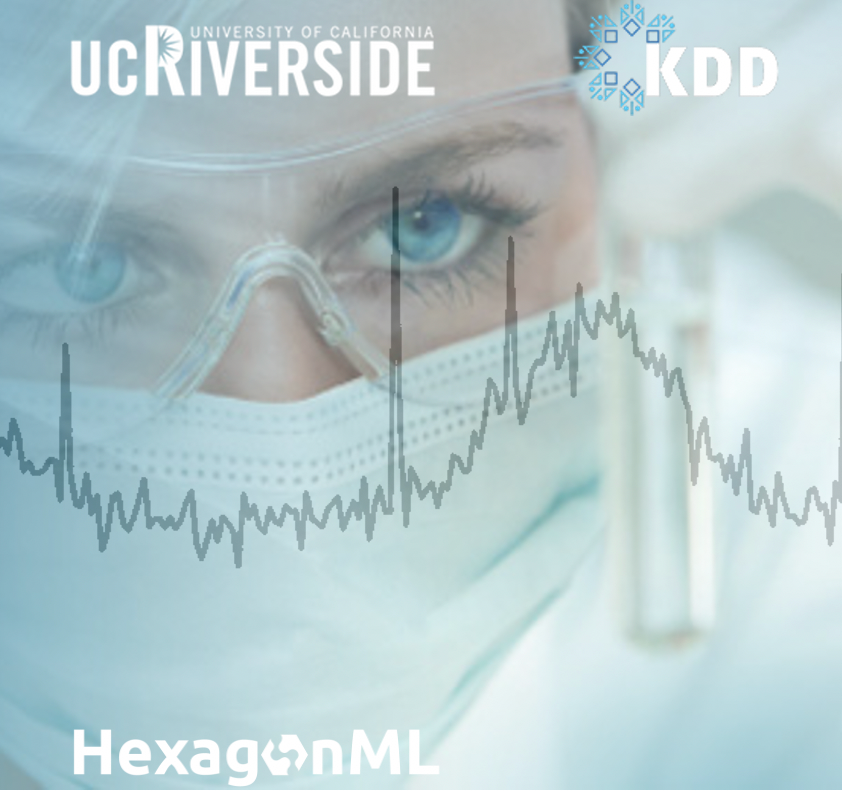 UNIVERSITY OF CALIFORNIA
UCRIVERSIDE
KDD
HexagonML